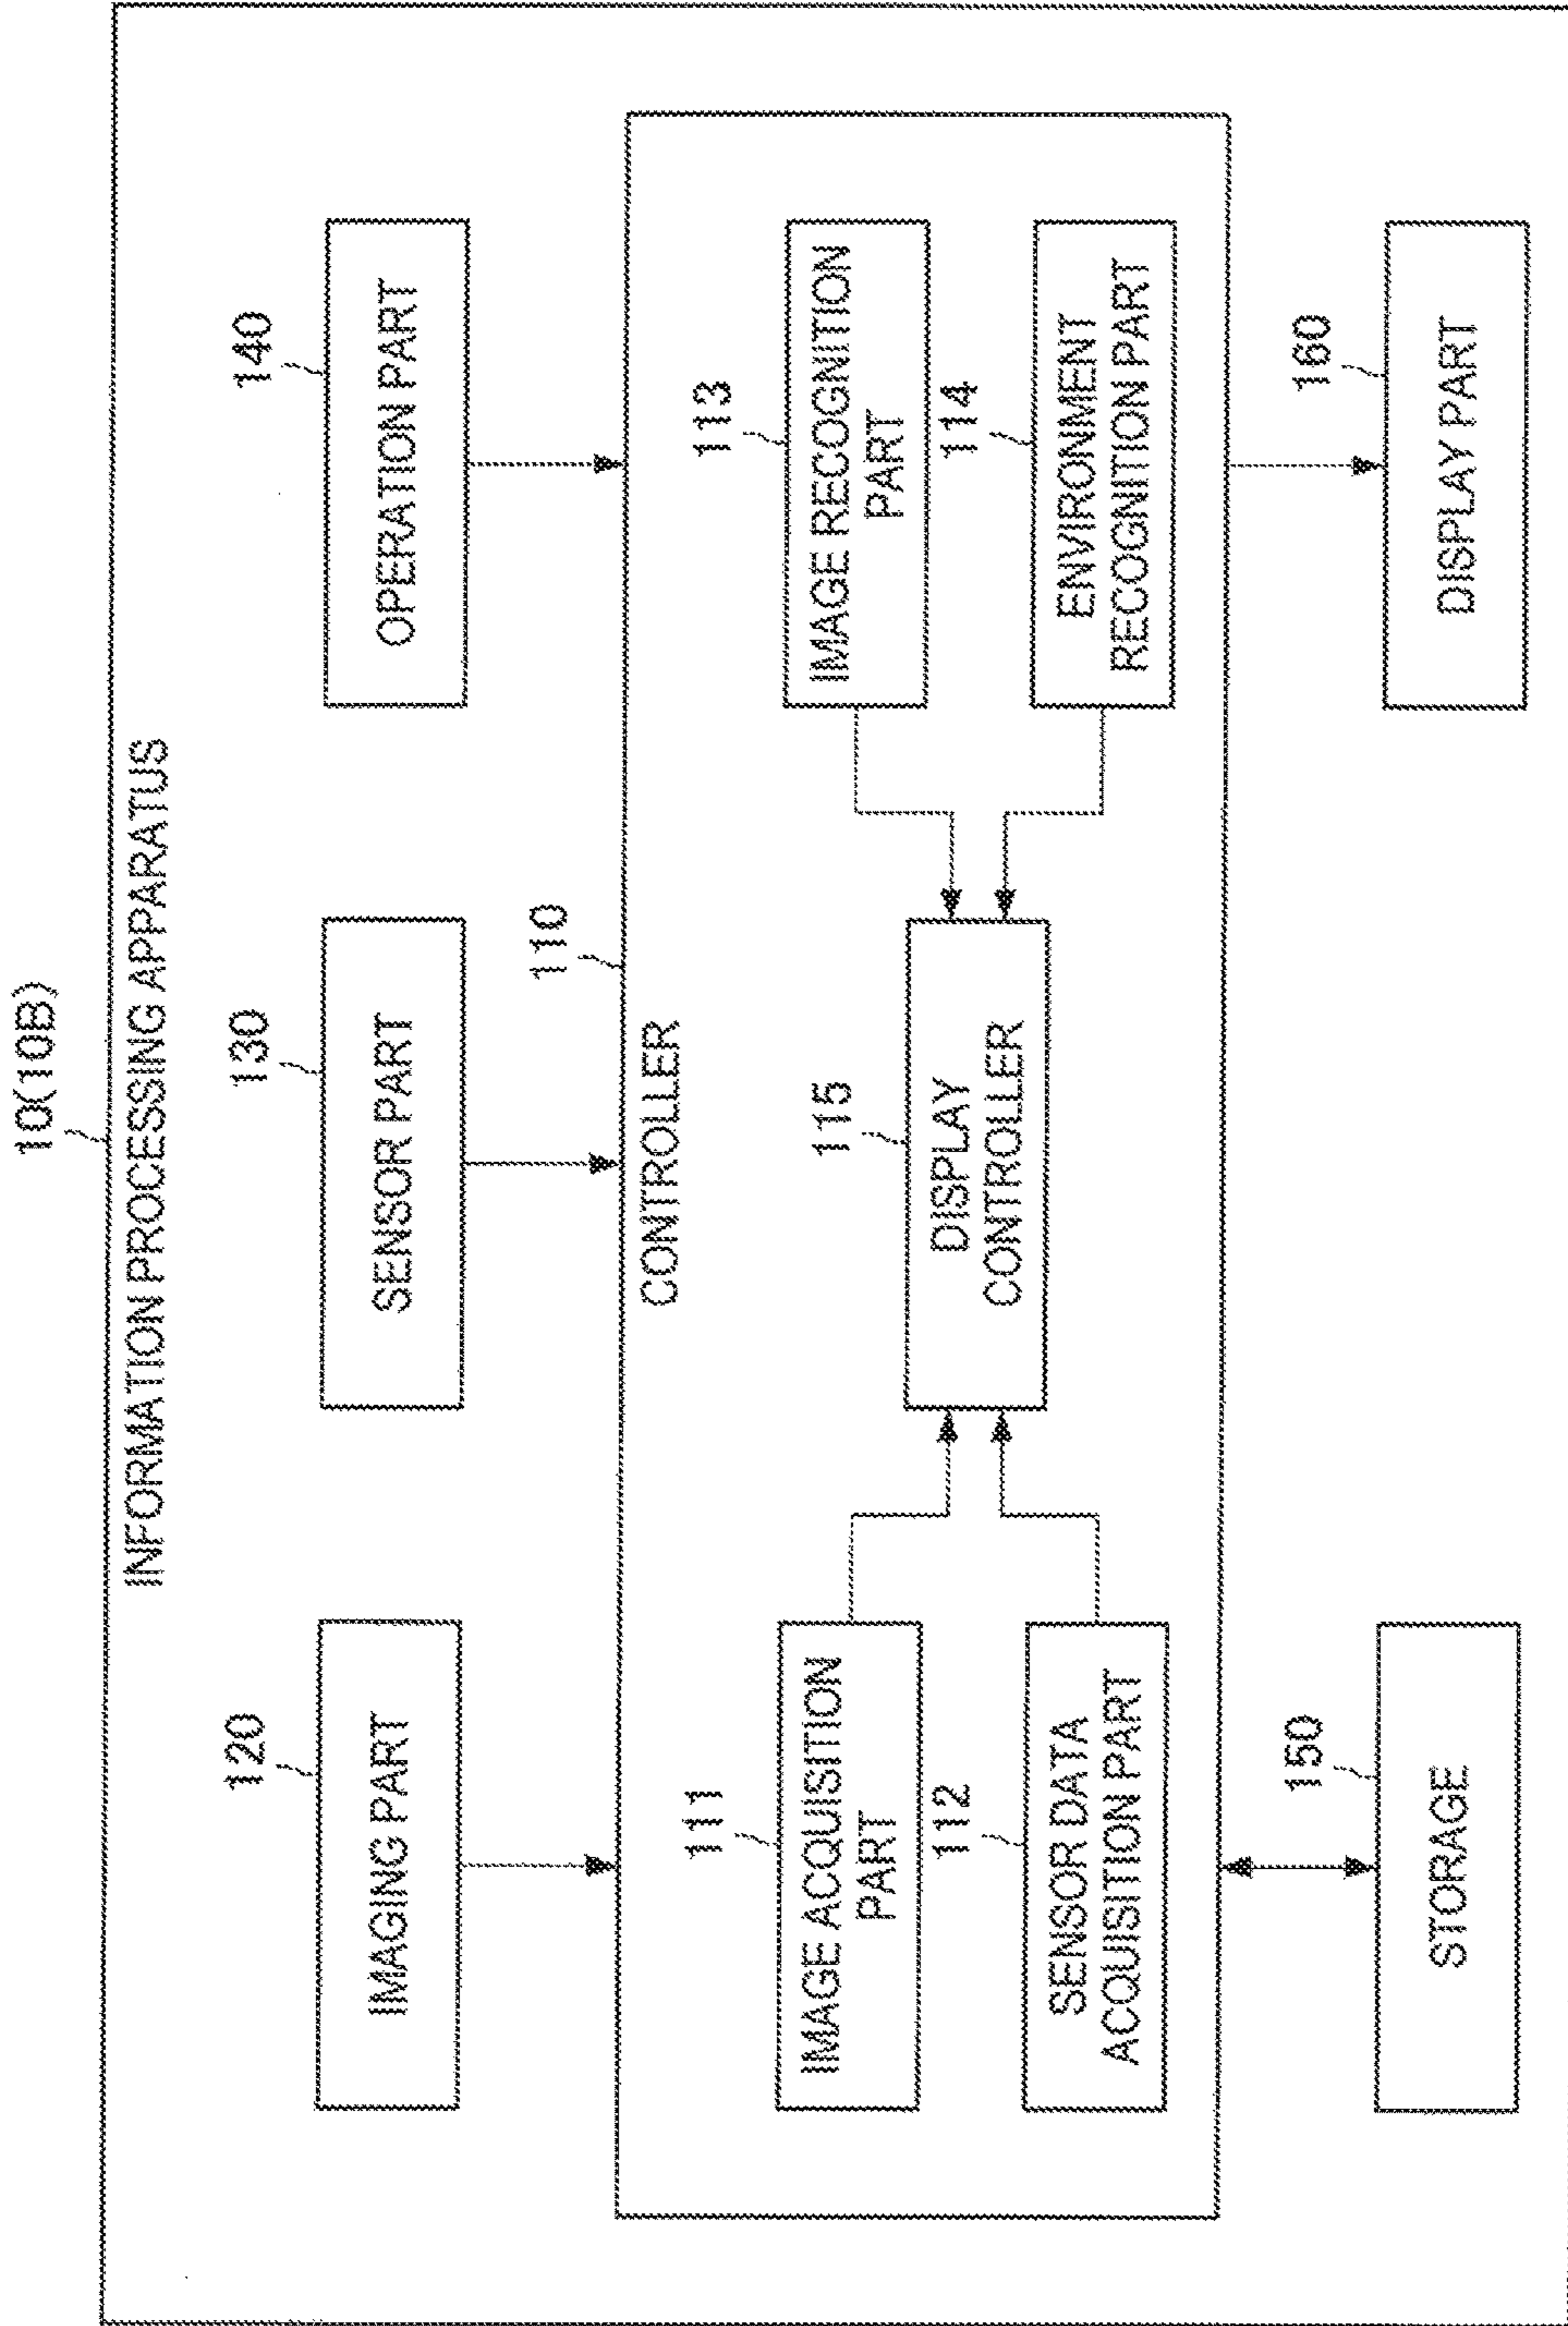 10(10B)
INFORMATION PROCESSING APPARATUS
120
IMAGING PART
130
SENSOR PART
140
OPERATION PART
110
CONTROLLER
111
IMAGE ACQUISITION
PART
112
SENSOR DATA
ACQUISITION PART
115
DISPLAY
CONTROLLER
113
IMAGE RECOGNITION
PART
114
ENVIRONMENT
RECOGNITION PART
150
STORAGE
160
DISPLAY PART